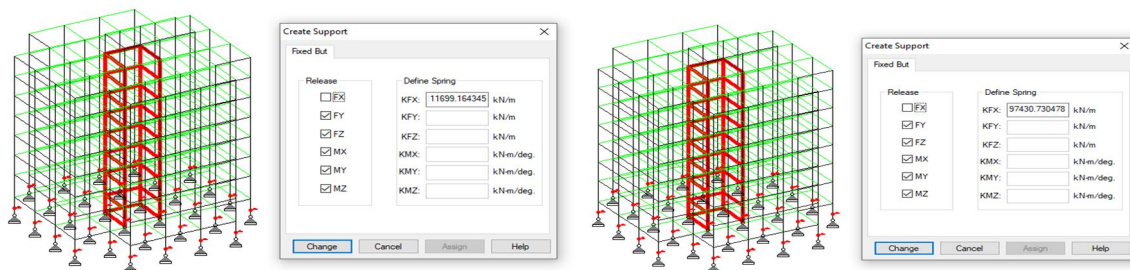 Create Support
Fixed But
Release
Define Spring
FX
KFX: 11699.164345 kN/m
FY
KFY: kN/m
FZ
KFZ: kN/m
MX
KMX: kN-m/deg.
MY
KMY: kN-m/deg.
MZ
KMZ: kN-m/deg.
Change Cancel Assign Help
Create Support
Fixed But
Release
Define Spring
FX
KFX: 97430.730478 kN/m
FY
KFY: kN/m
FZ
KFZ: kN/m
MX
KMX: kN-m/deg.
MY
KMY: kN-m/deg.
MZ
KMZ: kN-m/deg.
Change Cancel Assign Help